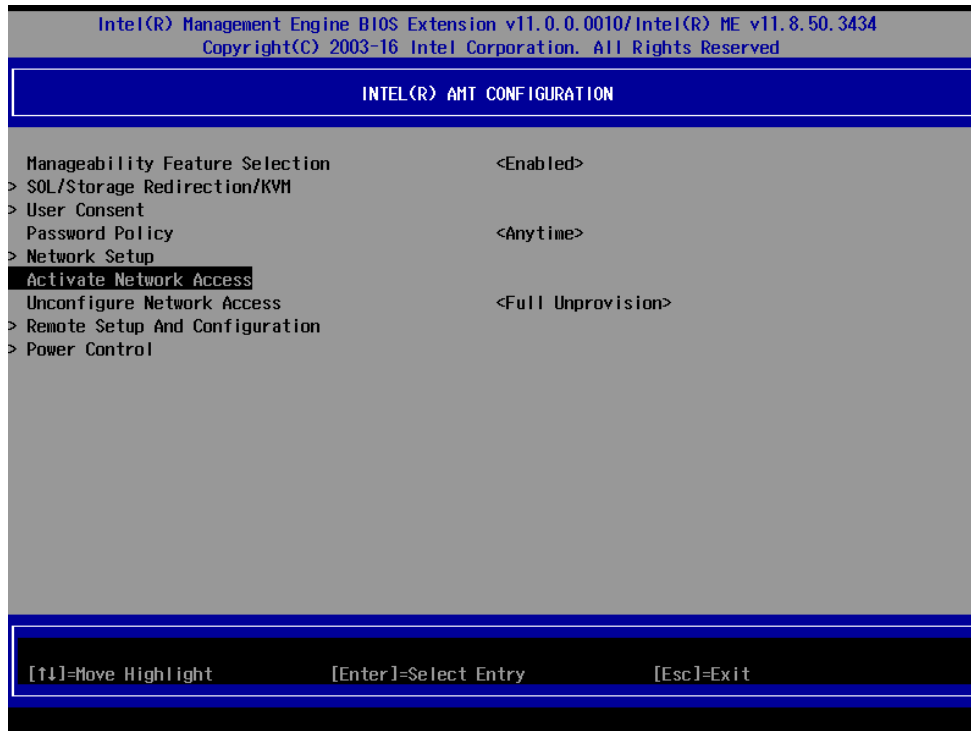 Intel(R) Management Engine BIOS Extension v11.0.0.0010/Intel(R) ME v11.8.50.3434
Copyright(C) 2003-16 Intel Corporation. All Rights Reserved
INTEL(R) AMT CONFIGURATION
Manageability Feature Selection <Enabled>
> SOL/Storage Redirection/KVM
> User Consent
Password Policy <Anytime>
> Network Setup
Activate Network Access
Unconfigure Network Access <Full Unprovision>
> Remote Setup And Configuration
> Power Control
[↑↓]=Move Highlight [Enter]=Select Entry [Esc]=Exit